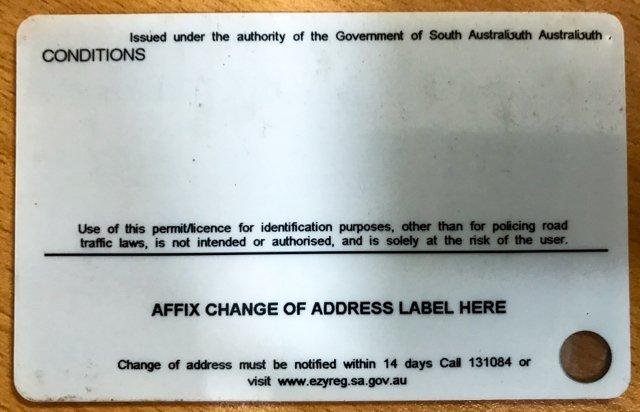 Issued under the authority of the Government of South Australiouth Australiouth .
CONDITIONS
Use of this permit/licence for identification purposes, other than for policing road
traffic laws, is not intended or authorised, and is solely at the risk of the user.
AFFIX CHANGE OF ADDRESS LABEL HERE
Change of address must be notified within 14 days Call 131084 or
visit www.ezyreg.sa.gov.au